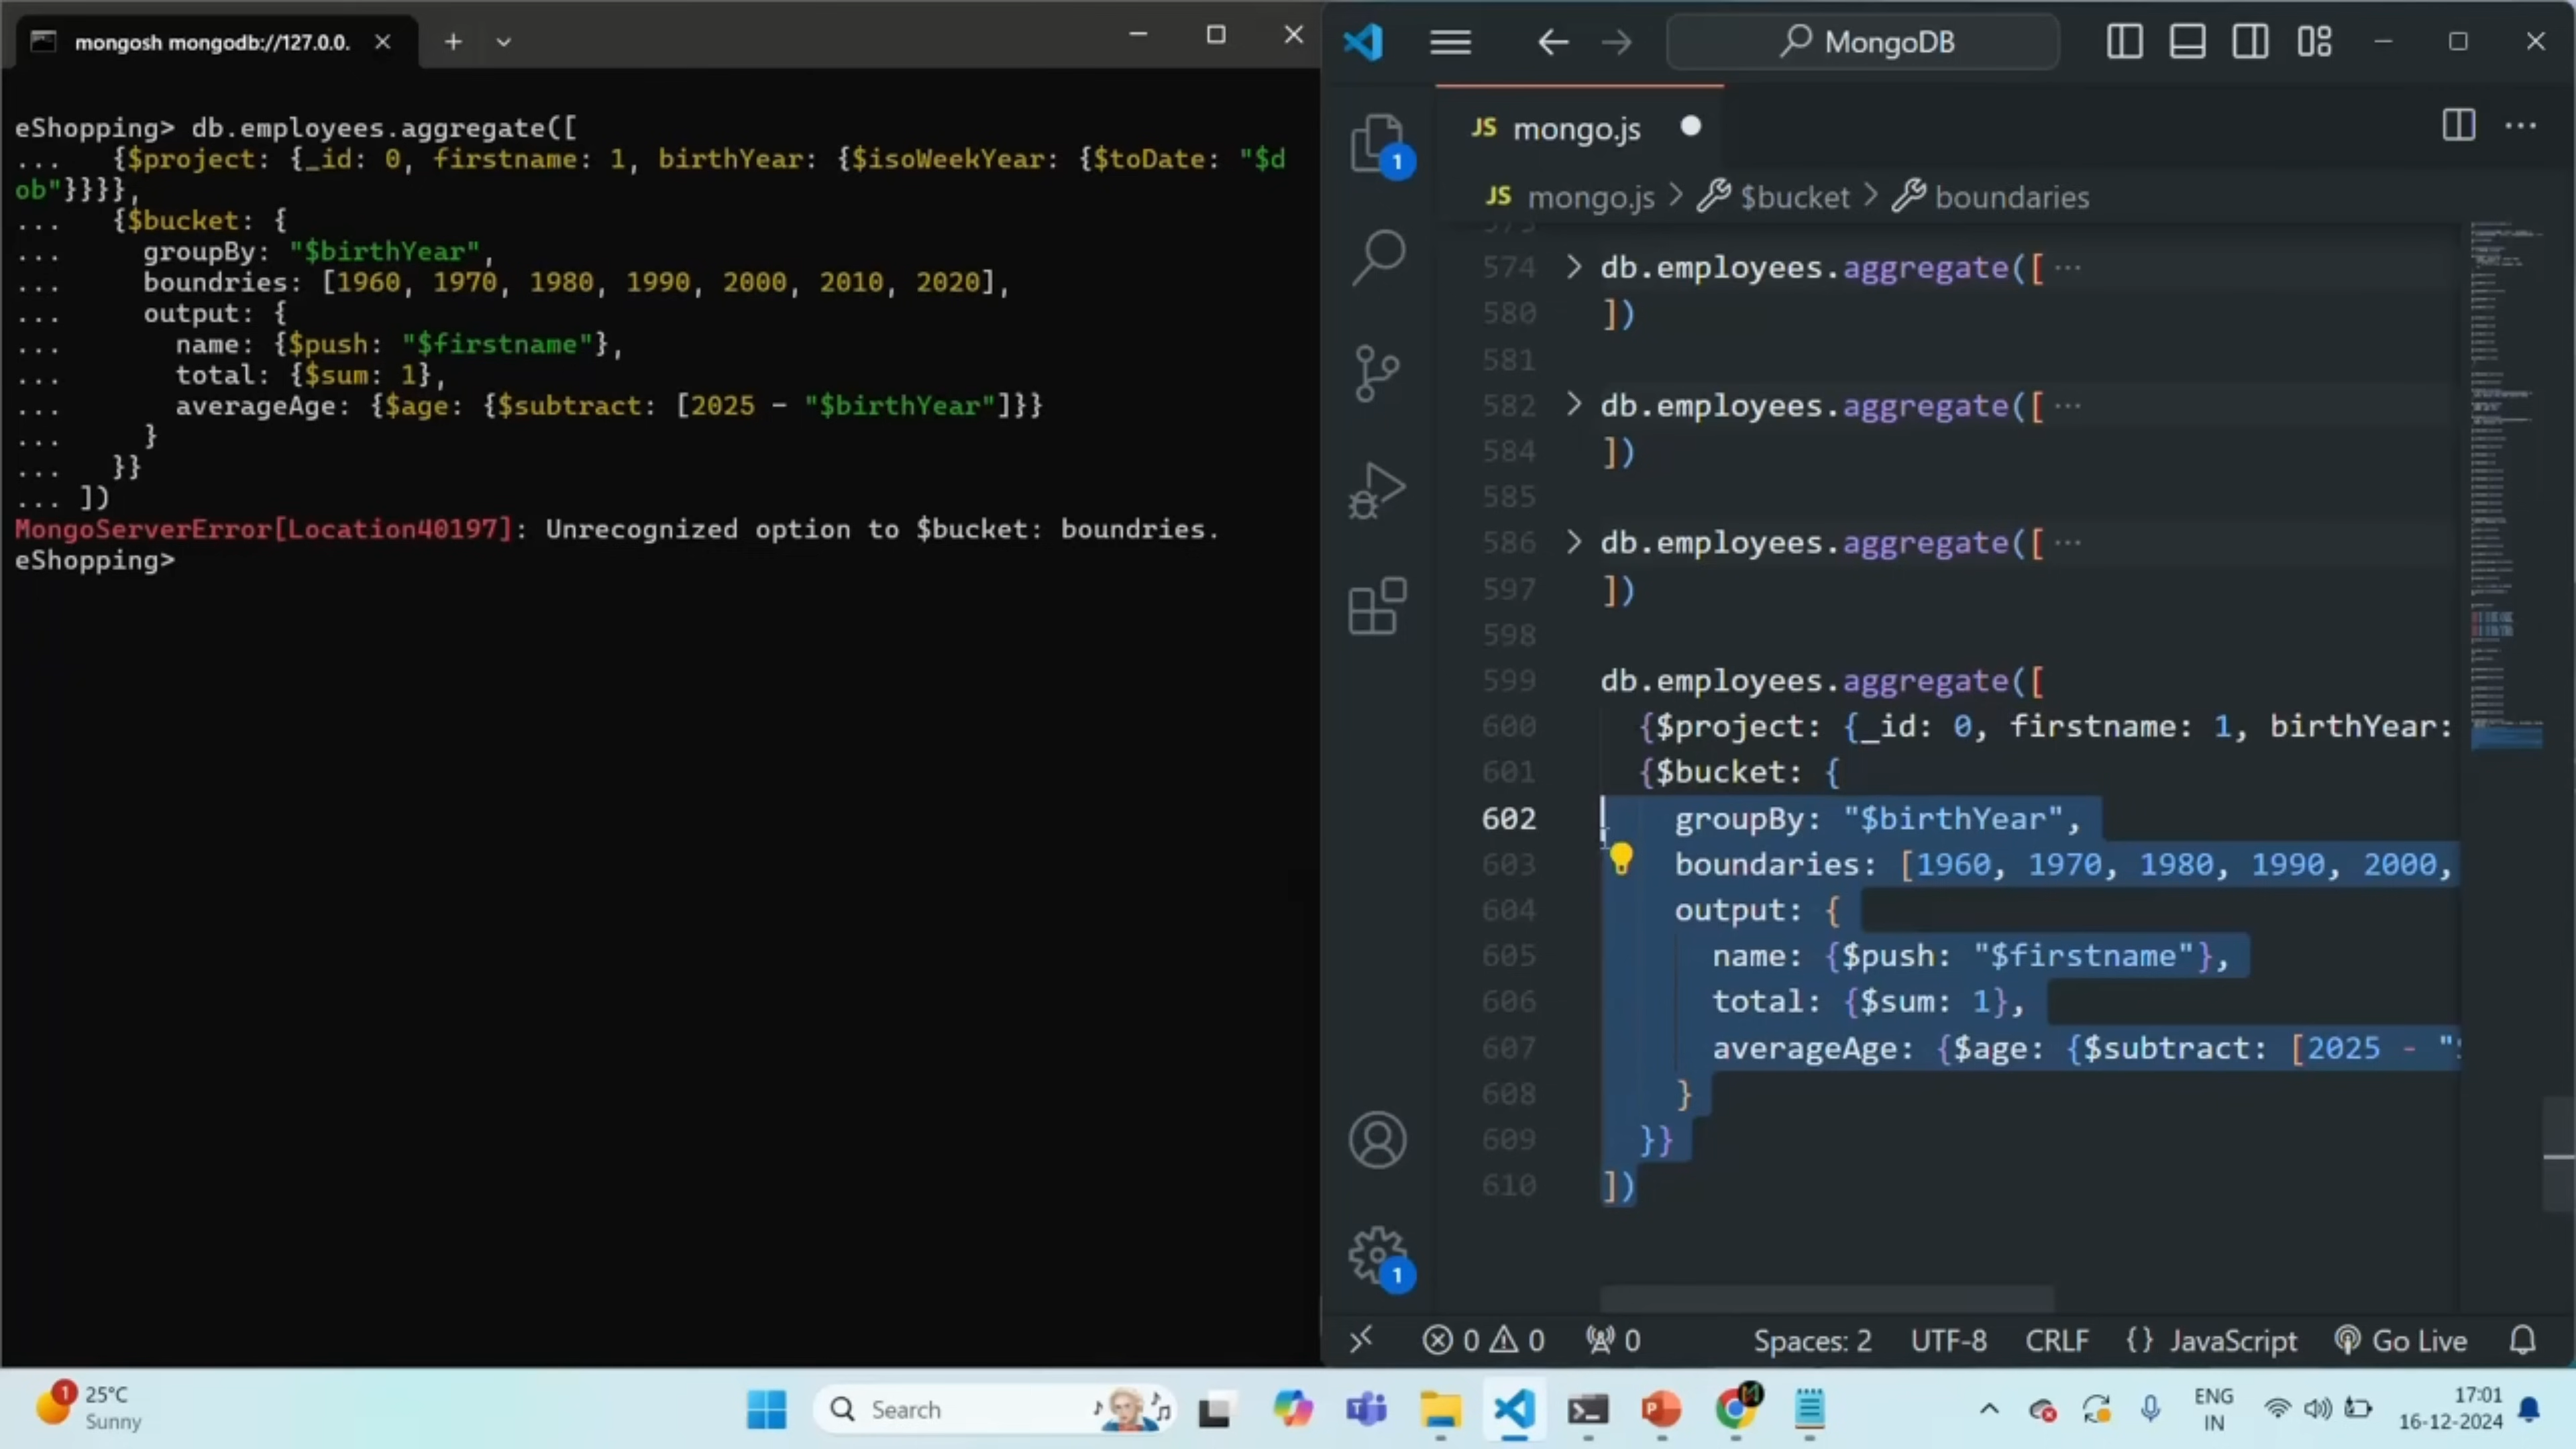 mongosh mongodb://127.0.0.
eShopping> db.employees.aggregate([
... {$project: {_id: 0, firstname: 1, birthYear: {$isoWeekYear: {$toDate: "$d
ob"}}}},
... {$bucket: {
... groupBy: "$birthYear",
... boundries: [1960, 1970, 1980, 1990, 2000, 2010, 2020],
... output: {
... name: {$push: "$firstname"},
... total: {$sum: 1},
... averageAge: {$age: {$subtract: [2025 - "$birthYear"]}}
... }
... }}
... ])
MongoServerError[Location40197]: Unrecognized option to $bucket: boundries.
eShopping>
MongoDB
JS mongo.js
JS mongo.js > $bucket > boundaries
1
574 > db.employees.aggregate([ ...
580 ])
581
582 > db.employees.aggregate([ ...
584 ])
585
586 > db.employees.aggregate([ ...
597 ])
598
599 db.employees.aggregate([
600 {$project: {_id: 0, firstname: 1, birthYear:
601 {$bucket: {
602 groupBy: "$birthYear",
603 boundaries: [1960, 1970, 1980, 1990, 2000,
604 output: {
605 name: {$push: "$firstname"},
606 total: {$sum: 1},
607 averageAge: {$age: {$subtract: [2025 - "
608 }
609 }}
610 ])
1
0 0 0 Spaces: 2 UTF-8 CRLF {} JavaScript Go Live
1 25°C
Sunny
Search
ENG
IN
17:01
16-12-2024